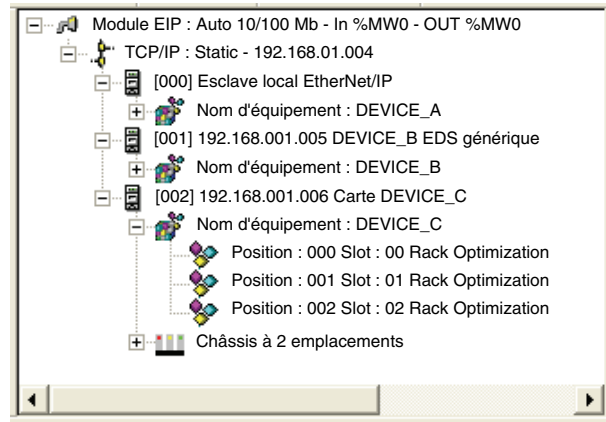 Module EIP : Auto 10/100 Mb - In %MW0 - OUT %MW0
TCP/IP : Static - 192.168.01.004
[000] Esclave local EtherNet/IP
Nom d'équipement : DEVICE_A
[001] 192.168.001.005 DEVICE_B EDS générique
Nom d'équipement : DEVICE_B
[002] 192.168.001.006 Carte DEVICE_C
Nom d'équipement : DEVICE_C
Position : 000 Slot : 00 Rack Optimization
Position : 001 Slot : 01 Rack Optimization
Position : 002 Slot : 02 Rack Optimization
Châssis à 2 emplacements